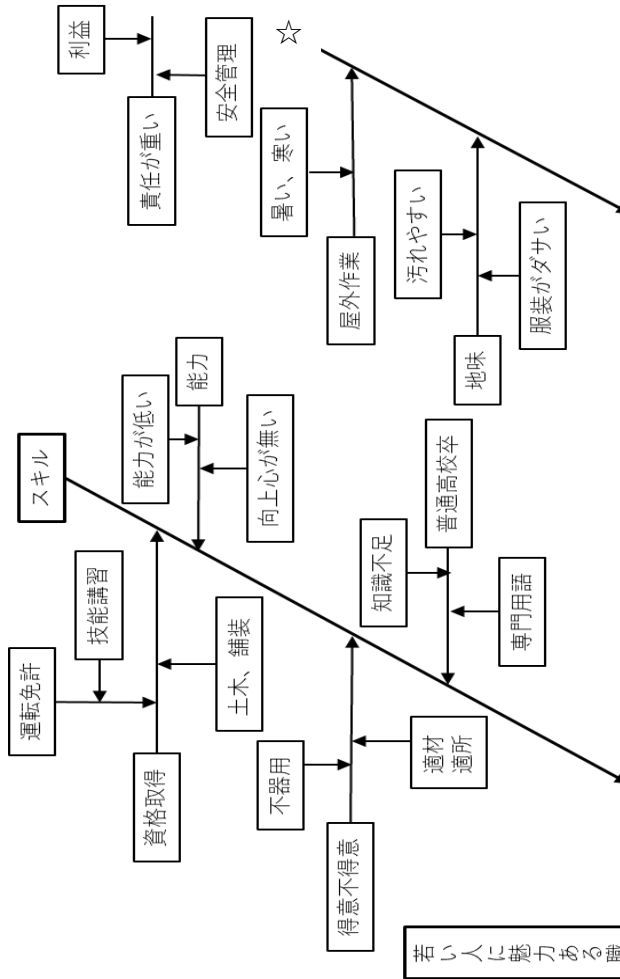 利益
安全管理
責任が重い
☆
暑い、寒い
屋外作業
汚れやすい
服装がダサい
地味
スキル
能力が低い
能力
向上心が無い
運転免許
技能講習
資格取得
土木、舗装
知識不足
普通高校卒
専門用語
不器用
適材
適所
得意不得意
若い人に魅力ある職